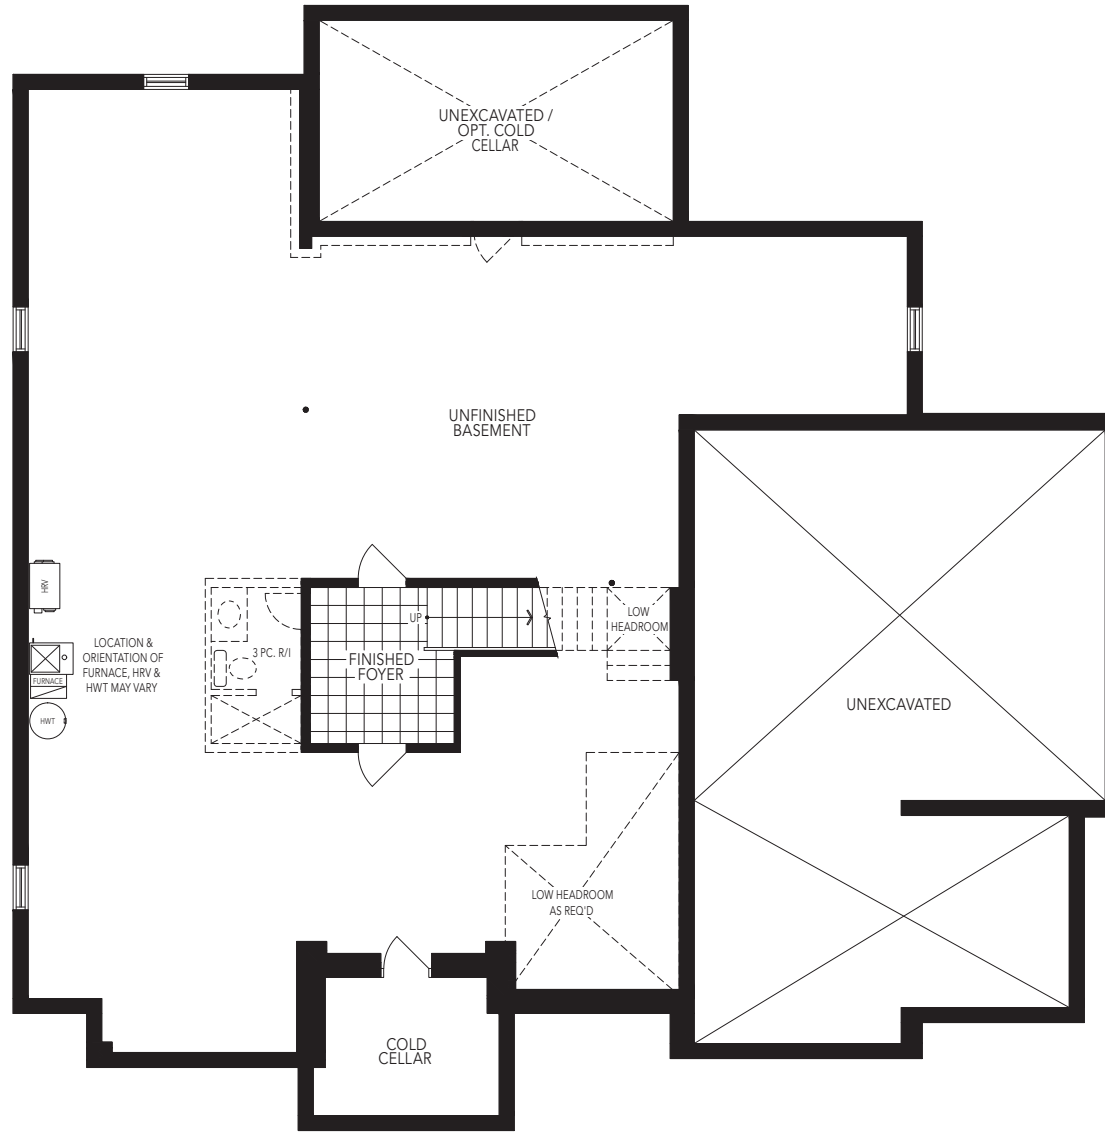 UNEXCAVATED /
OPT. COLD
CELLAR
UNFINISHED
BASEMENT
HRV
LOCATION &
ORIENTATION OF
FURNACE, HRV &
HWT MAY VARY
FURNACE
HWT
3 PC. R/I
UP
FINISHED
FOYER
LOW
HEADROOM
UNEXCAVATED
LOW HEADROOM
AS REQ'D
COLD
CELLAR